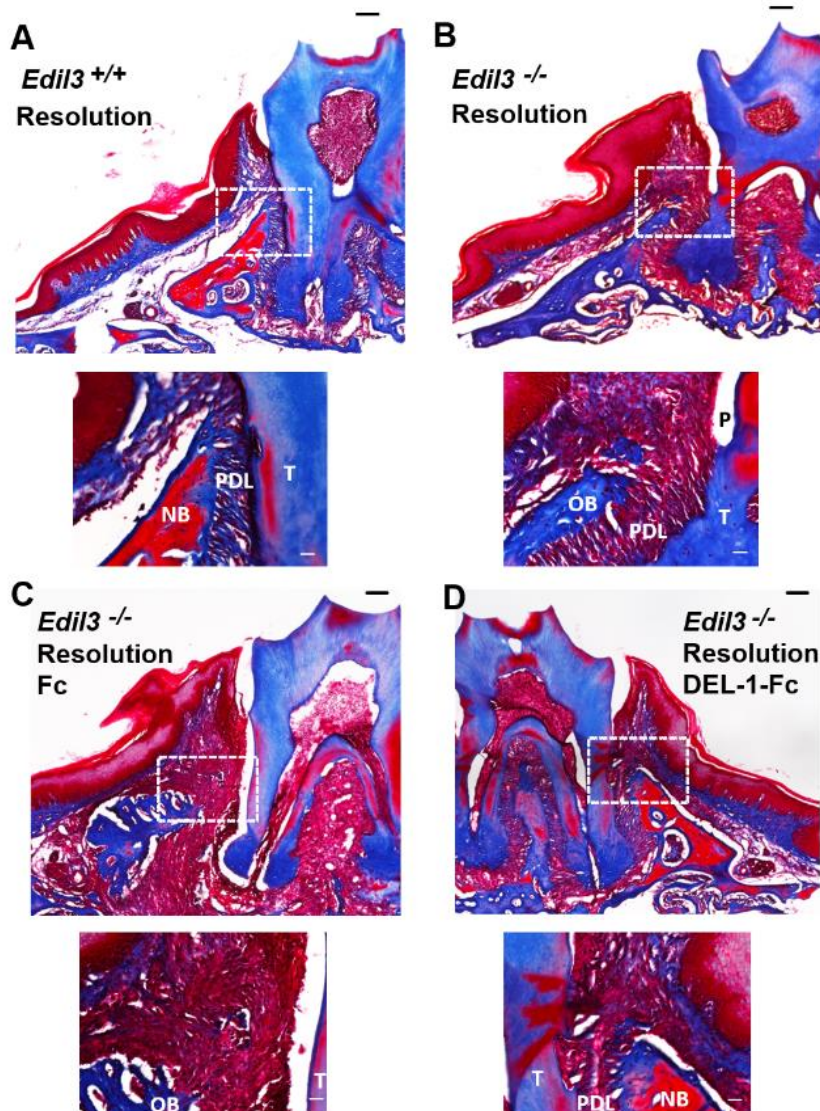 A
Edil3 +/+
Resolution
B
Edil3 -/-
Resolution
NB
PDL
T
P
OB
T
PDL
C
Edil3 -/-
Resolution
Fc
D
Edil3 -/-
Resolution
DEL-1-Fc
OB
T
T
PDL
NB